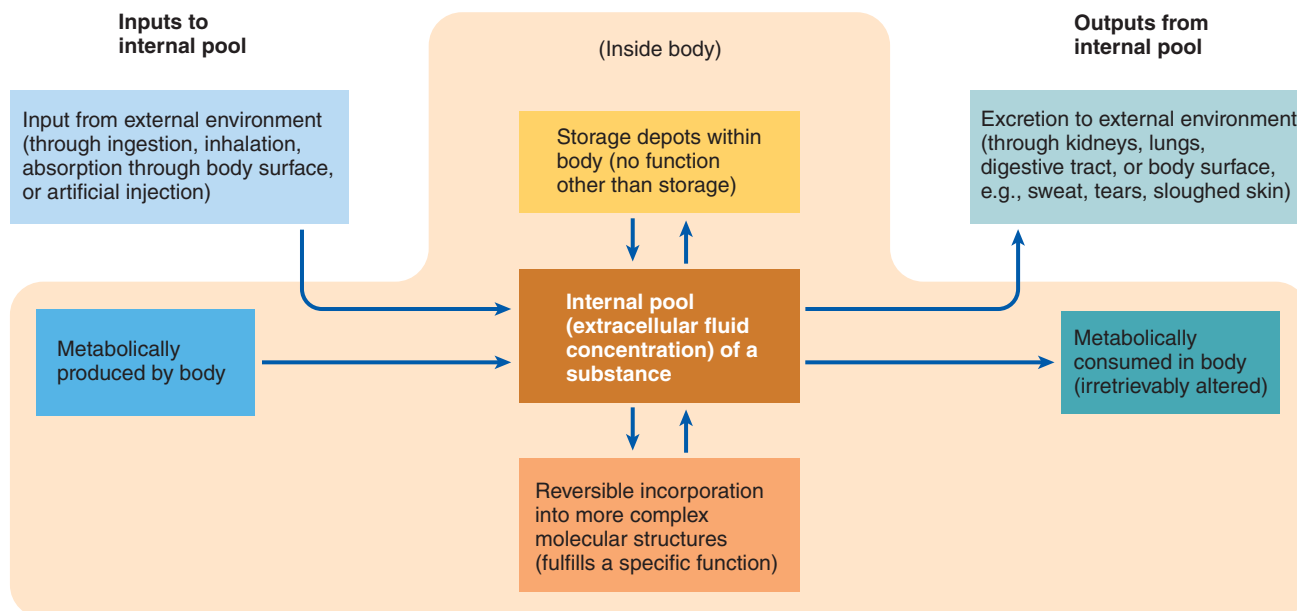 Inputs to
internal pool
(Inside body)
Outputs from
internal pool
Input from external environment
(through ingestion, inhalation,
absorption through body surface,
or artificial injection)
Storage depots within
body (no function
other than storage)
Excretion to external environment
(through kidneys, lungs,
digestive tract, or body surface,
e.g., sweat, tears, sloughed skin)
Metabolically
produced by body
Internal pool
(extracellular fluid
concentration) of a
substance
Metabolically
consumed in body
(irretrievably altered)
Reversible incorporation
into more complex
molecular structures
(fulfills a specific function)